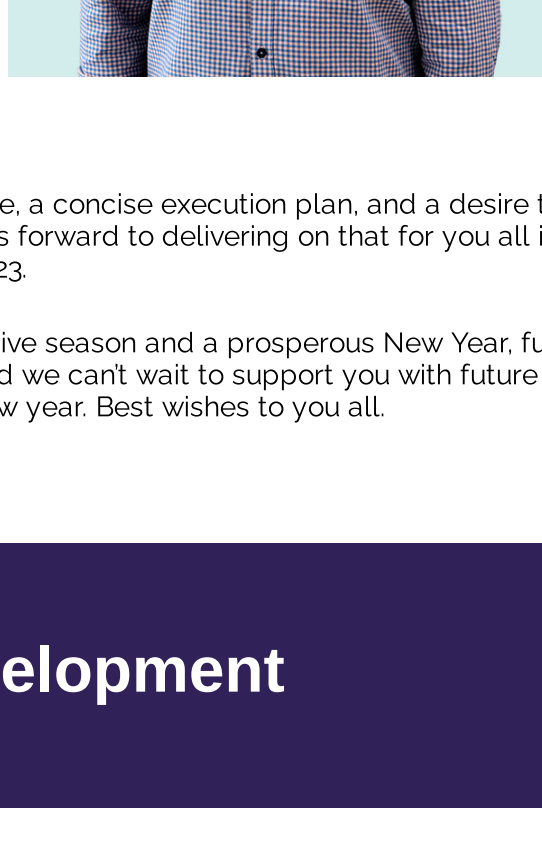 e, a concise execution plan, and a desire t
s forward to delivering on that for you all i
23.
ive season and a prosperous New Year, fu
d we can’t wait to support you with future
w year. Best wishes to you all.
elopment